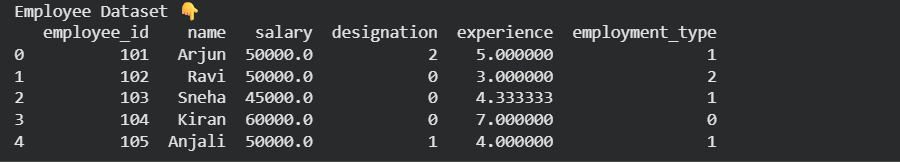 Employee Dataset 👇
employee_id name salary designation experience employment_type
0 101 Arjun 50000.0 2 5.000000 1
1 102 Ravi 50000.0 0 3.000000 2
2 103 Sneha 45000.0 0 4.333333 1
3 104 Kiran 60000.0 0 7.000000 0
4 105 Anjali 50000.0 1 4.000000 1